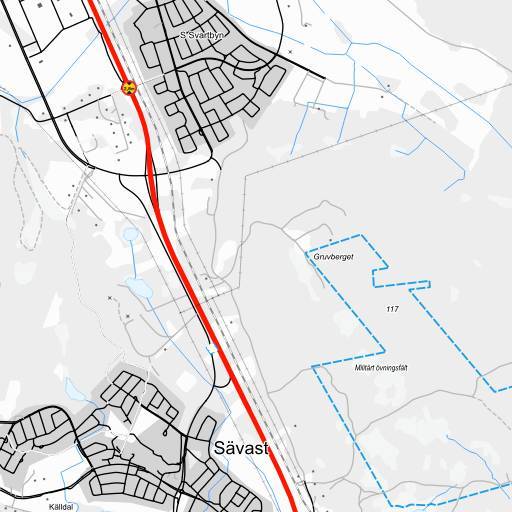 S Svartbyn
Gruvberget
117
Militärt övningsfält
Sävast
Källdal